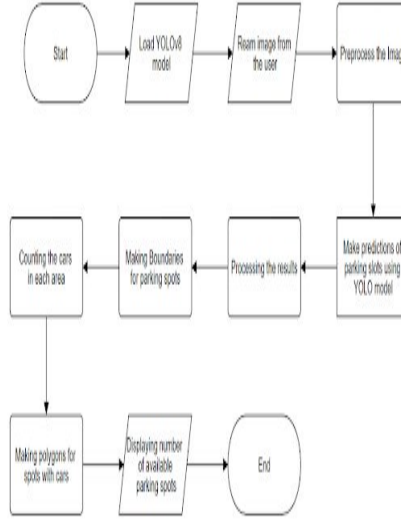 Start
Load YOLOv8
model
Ream image from
the user
Preprocess the Imag
Make predictions of
parking slots using
YOLO model
Processing the results
Making Boundaries
for parking spots
Counting the cars
in each area
Making polygons for
spots with cars
Displaying number
of available
parking spots
End